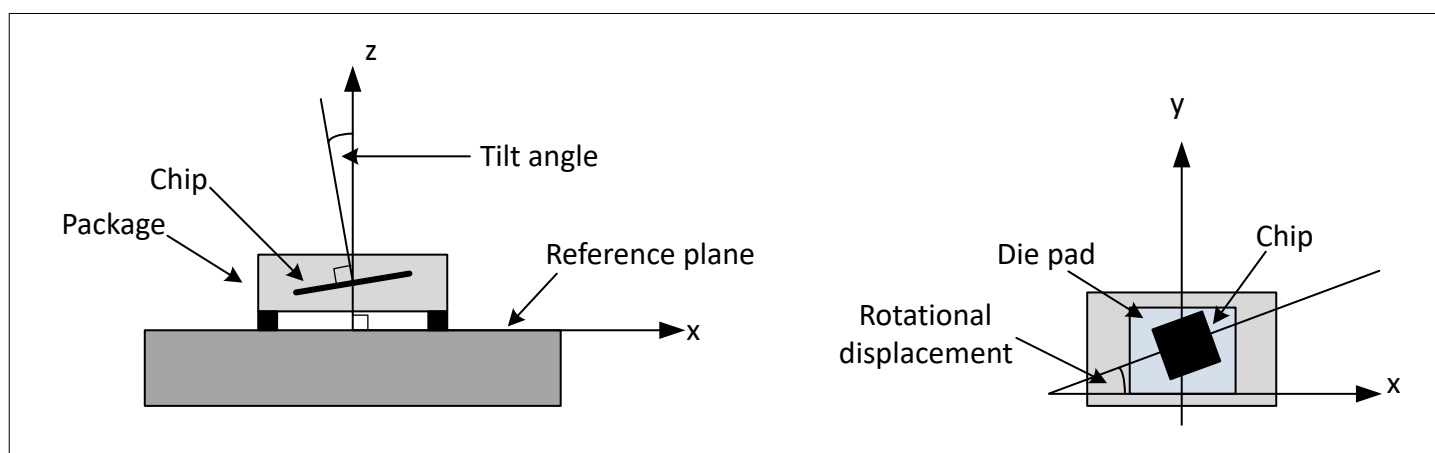 z
Tilt angle
Chip
Package
Reference plane
x
y
Chip
Die pad
Rotational
displacement
x